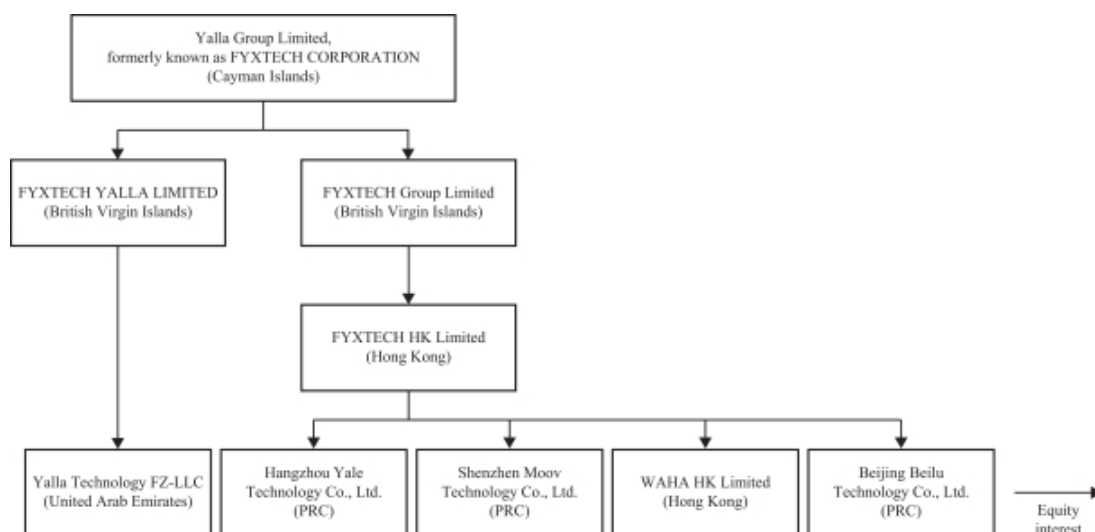 Yalla Group Limited,
formerly known as FYXTECH CORPORATION
(Cayman Islands)
FYXTECH YALLA LIMITED
(British Virgin Islands)
FYXTECH Group Limited
(British Virgin Islands)
FYXTECH HK Limited
(Hong Kong)
Yalla Technology FZ-LLC
(United Arab Emirates)
Hangzhou Yale
Technology Co., Ltd.
(PRC)
Shenzhen Moov
Technology Co., Ltd.
(PRC)
WAHA HK Limited
(Hong Kong)
Beijing Beilu
Technology Co., Ltd.
(PRC)
Equity
interest